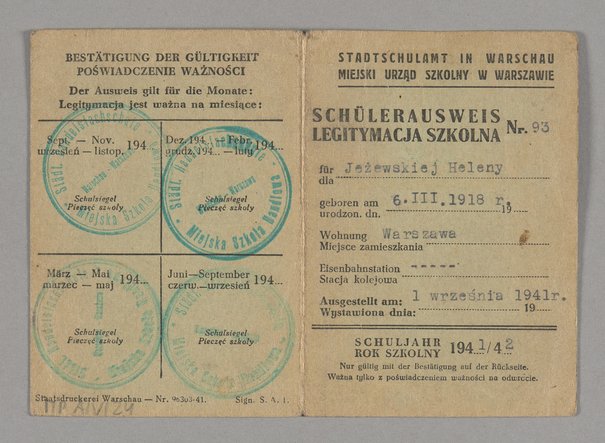 BESTÄTIGUNG DER GÜLTIGKEIT
POŚWIADCZENIE WAŻNOŚCI
Der Ausweis gilt für die Monate:
Legitymacja jest ważna na miesiące:
Sept. — Nov. 194...
wrzesień — listop.
Schulsiegel
Pieczęć szkoły
Dez. 194... — Febr. 194...
grudz. 194... — luty
Schulsiegel
Pieczęć szkoły
März — Mai 194...
marzec — maj
Schulsiegel
Pieczęć szkoły
Juni—September 194...
czerw.—wrzesień
Schulsiegel
Pieczęć szkoły
Miejska Szkoła
Staatsdruckerei Warschau — Nr. 96303-41. Sign. S. A. 1.
STADTSCHULAMT IN WARSCHAU
MIEJSKI URZĄD SZKOLNY W WARSZAWIE
SCHÜLERAUSWEIS
LEGITYMACJA SZKOLNA Nr. 93
für Jeżewskiej Heleny
dla
geboren am 6.III.1918 r.
urodzon. dn. 19
Wohnung Warszawa
Miejsce zamieszkania
Eisenbahnstation -----
Stacja kolejowa
Ausgestellt am: 1 września 1941r.
Wystawiona dnia: 19
SCHULJAHR
ROK SZKOLNY 1941/42
Nur gültig mit der Bestätigung auf der Rückseite.
Ważna tylko z poświadczeniem ważności na odwrocie.